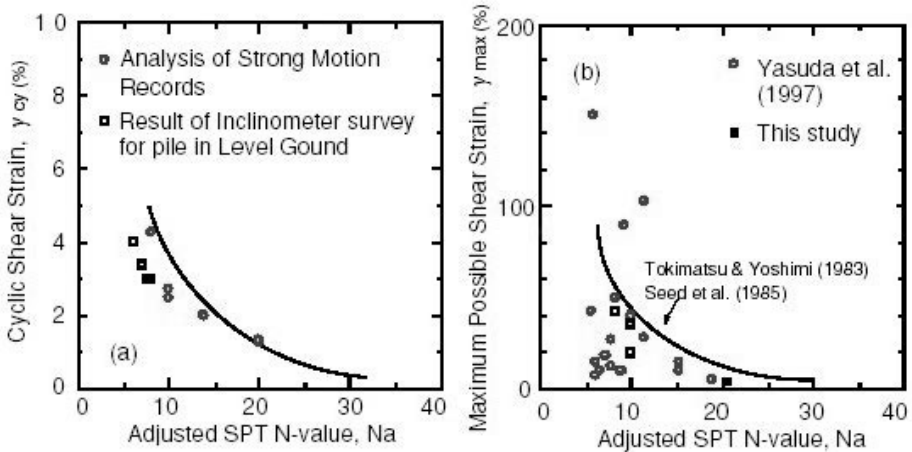 Cyclic Shear Strain, γ cy (%)
1 0
8
6
4
2
0
Analysis of Strong Motion
Records
Result of Inclinometer survey
for pile in Level Gound
(a)
0 10 20 30 40
Adjusted SPT N-value, Na
Maximum Possible Shear Strain, γ max (%)
200
100
0
(b)
Yasuda et al.
(1997)
This study
Tokimatsu & Yoshimi (1983)
Seed et al. (1985)
0 10 20 30 40
Adjusted SPT N-value, Na